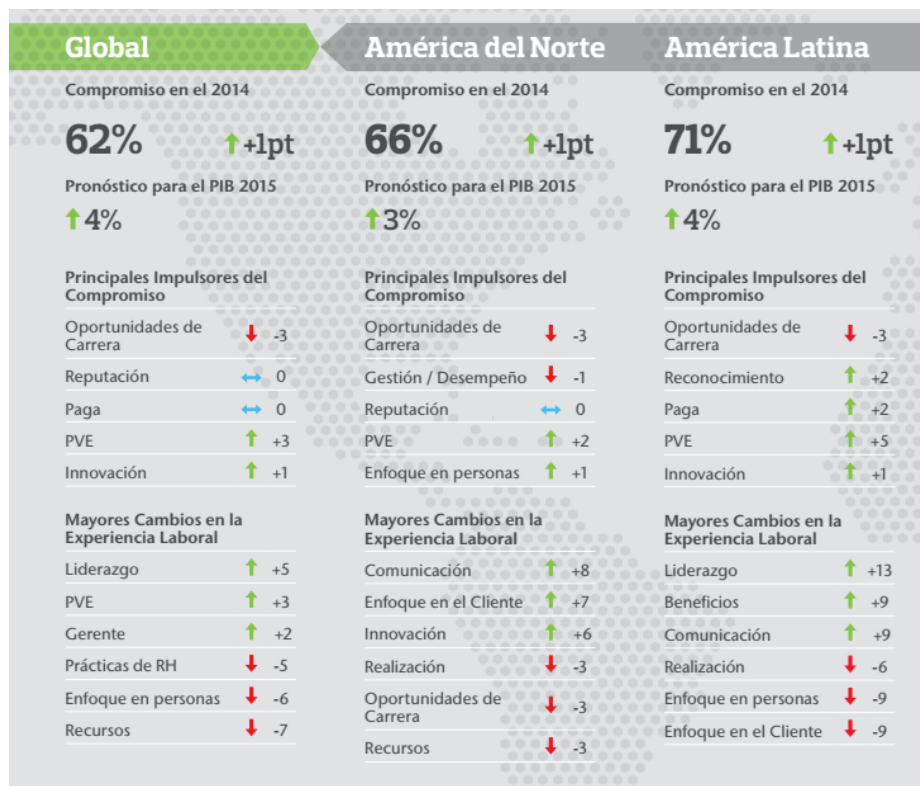 Global
Compromiso en el 2014
62% +1pt
Pronóstico para el PIB 2015
4%
Principales Impulsores del
Compromiso
Oportunidades de
Carrera -3
Reputación 0
Paga 0
PVE +3
Innovación +1
Mayores Cambios en la
Experiencia Laboral
Liderazgo +5
PVE +3
Gerente +2
Prácticas de RH -5
Enfoque en personas -6
Recursos -7
América del Norte
Compromiso en el 2014
66% +1pt
Pronóstico para el PIB 2015
3%
Principales Impulsores del
Compromiso
Oportunidades de
Carrera -3
Gestión / Desempeño -1
Reputación 0
PVE +2
Enfoque en personas +1
Mayores Cambios en la
Experiencia Laboral
Comunicación +8
Enfoque en el Cliente +7
Innovación +6
Realización -3
Oportunidades de
Carrera -3
Recursos -3
América Latina
Compromiso en el 2014
71% +1pt
Pronóstico para el PIB 2015
4%
Principales Impulsores del
Compromiso
Oportunidades de
Carrera -3
Reconocimiento +2
Paga +2
PVE +5
Innovación +1
Mayores Cambios en la
Experiencia Laboral
Liderazgo +13
Beneficios +9
Comunicación +9
Realización -6
Enfoque en personas -9
Enfoque en el Cliente -9